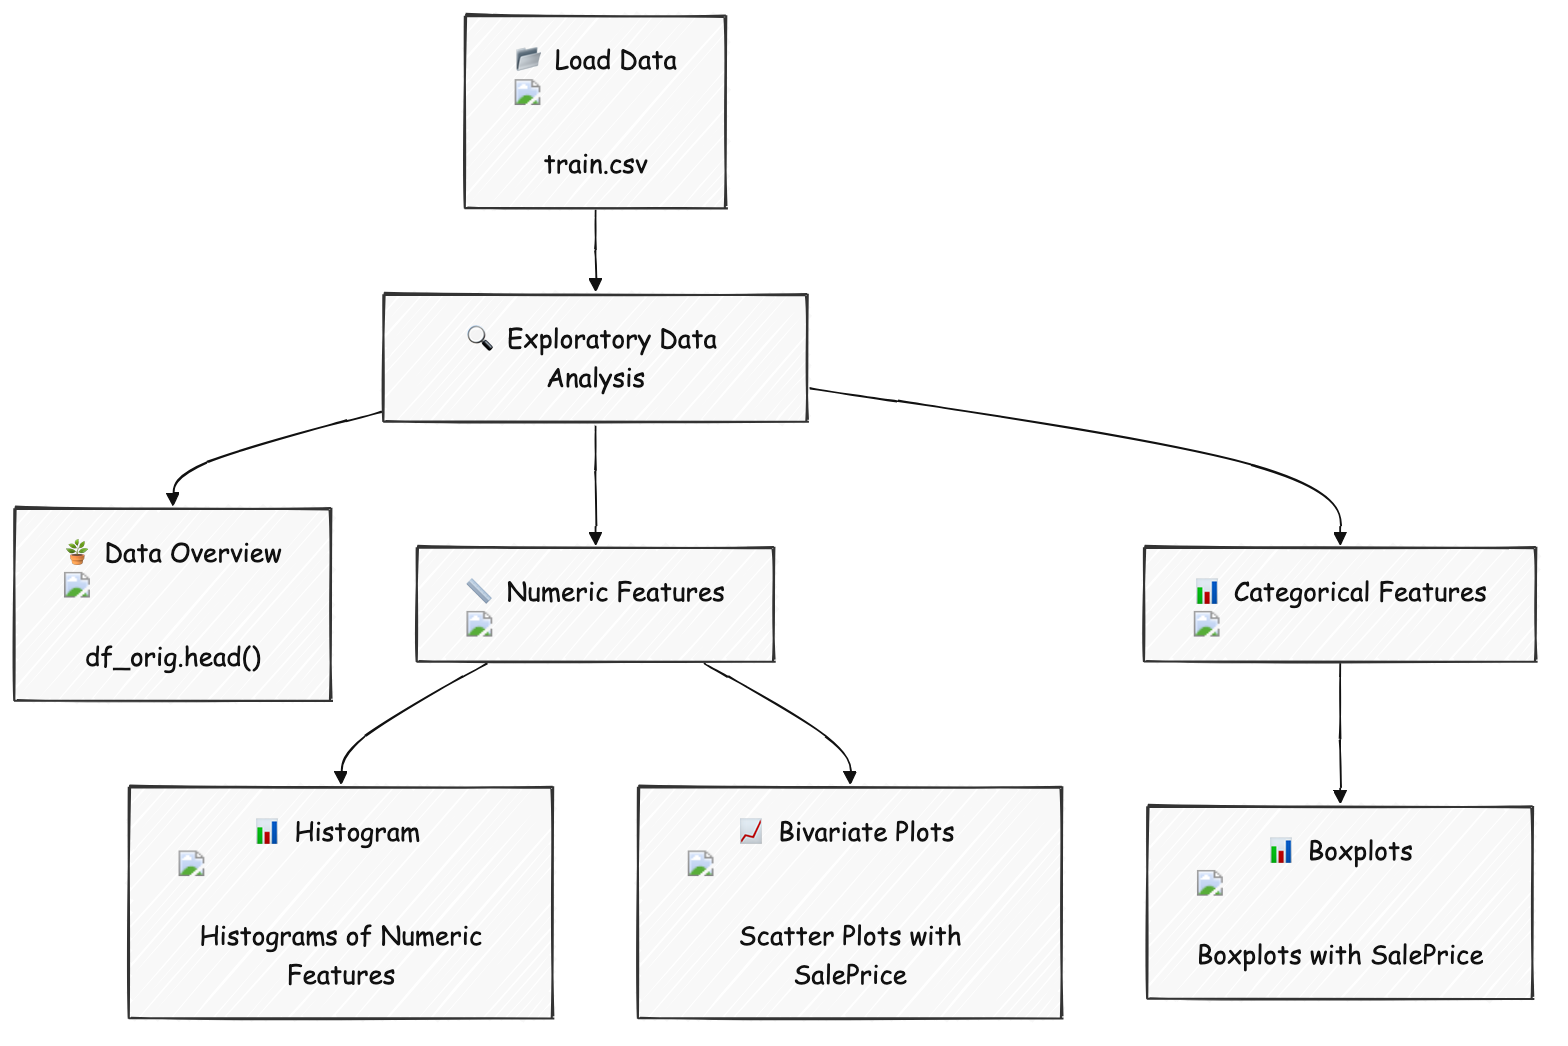 Load Data
train.csv
Exploratory Data
Analysis
Data Overview
df_orig.head()
Numeric Features
Categorical Features
Histogram
Histograms of Numeric
Features
Bivariate Plots
Scatter Plots with
SalePrice
Boxplots
Boxplots with SalePrice